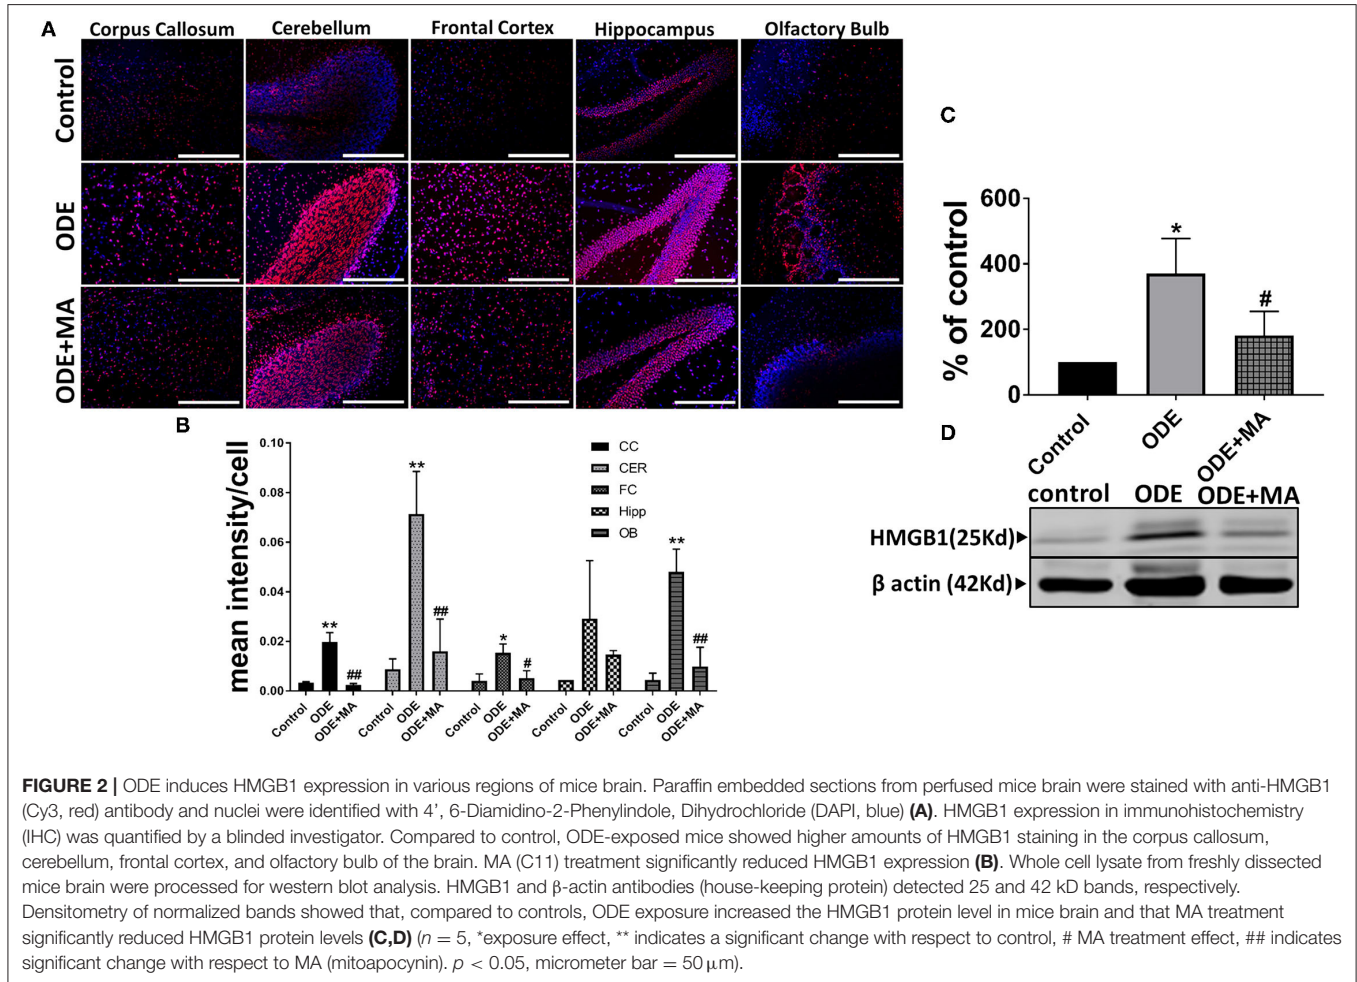 A
Corpus Callosum Cerebellum Frontal Cortex Hippocampus Olfactory Bulb
Control
ODE
ODE+MA
B
mean intensity/cell
0.10
0.08
0.06
0.04
0.02
0.00
** ## ** ## * # ** ##
CC
CER
FC
Hipp
OB
Control ODE ODE+MA Control ODE ODE+MA Control ODE ODE+MA Control ODE ODE+MA Control ODE ODE+MA
C
% of control
600
400
200
0
* #
Control ODE ODE+MA
D
control ODE ODE+MA
HMGB1(25Kd)
β actin (42Kd)
FIGURE 2 | ODE induces HMGB1 expression in various regions of mice brain. Paraffin embedded sections from perfused mice brain were stained with anti-HMGB1
(Cy3, red) antibody and nuclei were identified with 4’, 6-Diamidino-2-Phenylindole, Dihydrochloride (DAPI, blue) (A). HMGB1 expression in immunohistochemistry
(IHC) was quantified by a blinded investigator. Compared to control, ODE-exposed mice showed higher amounts of HMGB1 staining in the corpus callosum,
cerebellum, frontal cortex, and olfactory bulb of the brain. MA (C11) treatment significantly reduced HMGB1 expression (B). Whole cell lysate from freshly dissected
mice brain were processed for western blot analysis. HMGB1 and β-actin antibodies (house-keeping protein) detected 25 and 42 kD bands, respectively.
Densitometry of normalized bands showed that, compared to controls, ODE exposure increased the HMGB1 protein level in mice brain and that MA treatment
significantly reduced HMGB1 protein levels (C,D) (n = 5, *exposure effect, ** indicates a significant change with respect to control, # MA treatment effect, ## indicates
significant change with respect to MA (mitoapocynin). p < 0.05, micrometer bar = 50 μm).